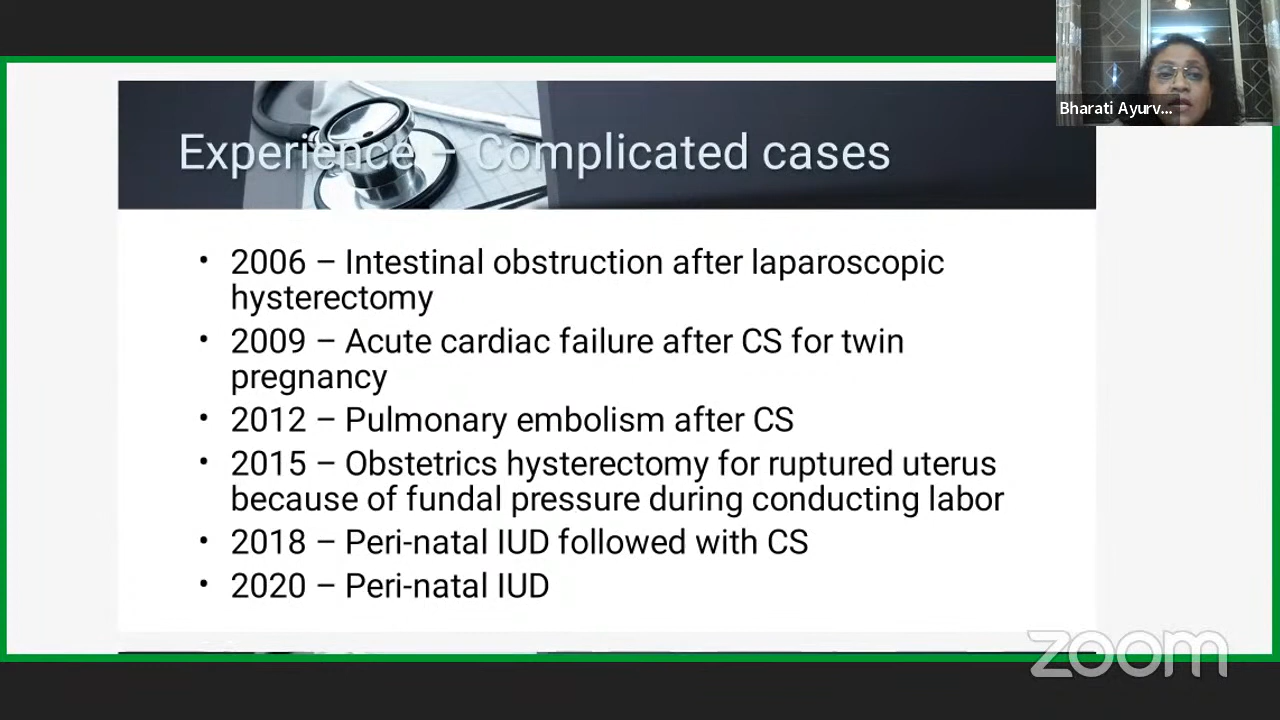 Bharati Ayurv...
Experience – Complicated cases
• 2006 – Intestinal obstruction after laparoscopic
hysterectomy
• 2009 – Acute cardiac failure after CS for twin
pregnancy
• 2012 – Pulmonary embolism after CS
• 2015 – Obstetrics hysterectomy for ruptured uterus
because of fundal pressure during conducting labor
• 2018 – Peri-natal IUD followed with CS
• 2020 – Peri-natal IUD
zoom